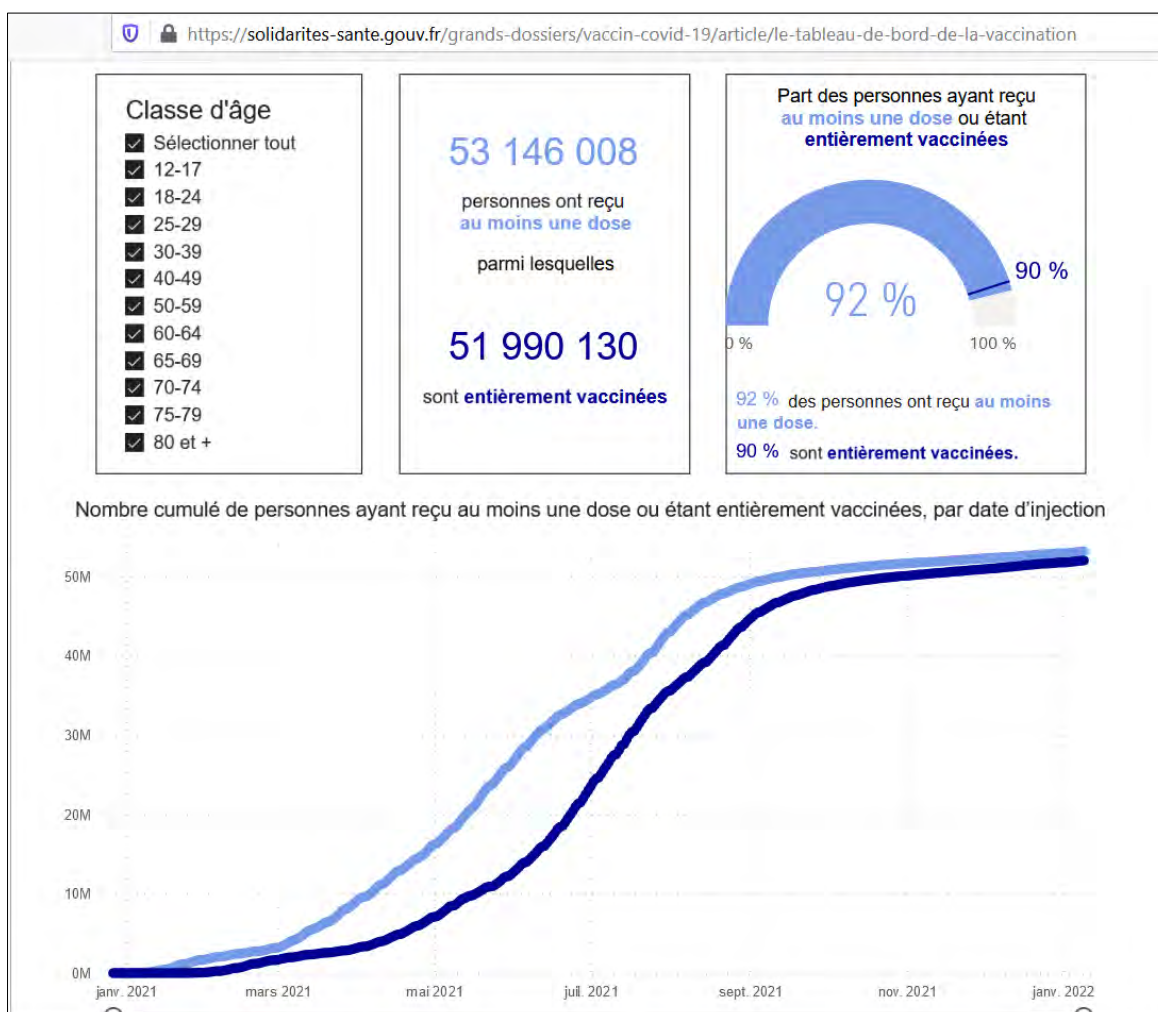 https://solidarites-sante.gouv.fr/grands-dossiers/vaccin-covid-19/article/le-tableau-de-bord-de-la-vaccination
Classe d'âge
Sélectionner tout
12-17
18-24
25-29
30-39
40-49
50-59
60-64
65-69
70-74
75-79
80 et +
53 146 008
personnes ont reçu
au moins une dose
parmi lesquelles
51 990 130
sont entièrement vaccinées
Part des personnes ayant reçu
au moins une dose ou étant
entièrement vaccinées
90 %
92 %
0 %
100 %
92 % des personnes ont reçu au moins
une dose.
90 % sont entièrement vaccinées.
Nombre cumulé de personnes ayant reçu au moins une dose ou étant entièrement vaccinées, par date d'injection
50M
40M
30M
20M
10M
0M
janv. 2021
mars 2021
mai 2021
juil. 2021
sept. 2021
nov. 2021
janv. 2022